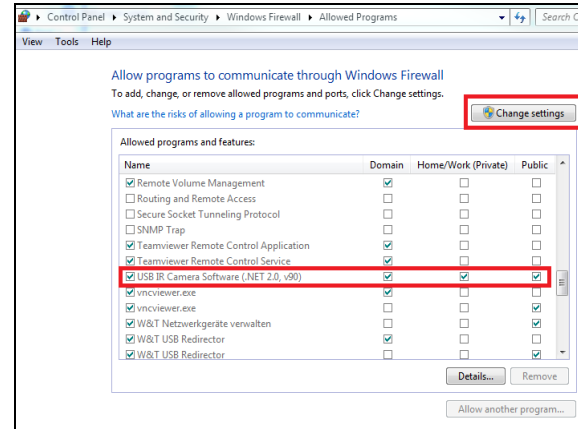 Control Panel ▸ System and Security ▸ Windows Firewall ▸ Allowed Programs Search
View Tools Help
Allow programs to communicate through Windows Firewall
To add, change, or remove allowed programs and ports, click Change settings.
What are the risks of allowing a program to communicate? Change settings
Allowed programs and features:
Name Domain Home/Work (Private) Public
Remote Volume Management
Routing and Remote Access
Secure Socket Tunneling Protocol
SNMP Trap
Teamviewer Remote Control Application
Teamviewer Remote Control Service
USB IR Camera Software (.NET 2.0, v90)
vncviewer.exe
vncviewer.exe
W&T Netzwerkgeräte verwalten
W&T USB Redirector
W&T USB Redirector
Details... Remove
Allow another program...